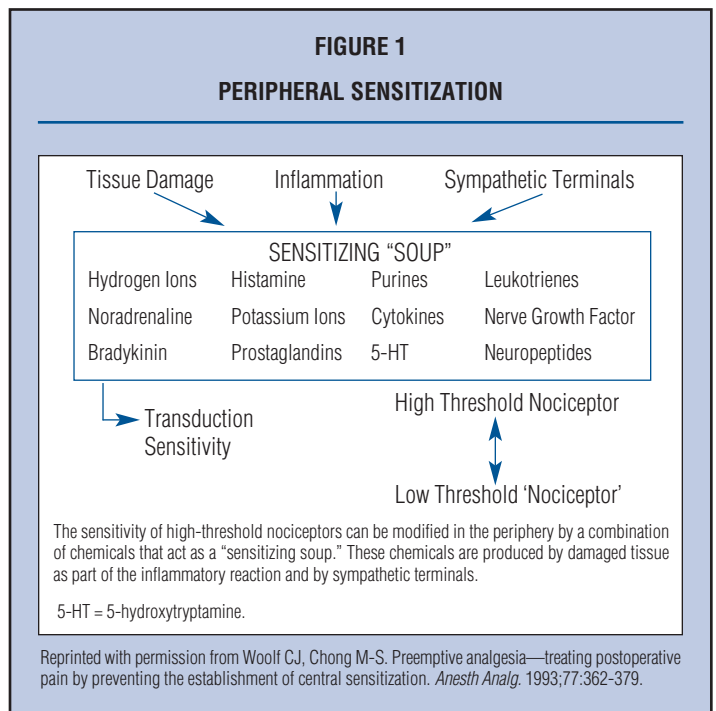 FIGURE 1
PERIPHERAL SENSITIZATION
Tissue Damage Inflammation Sympathetic Terminals
SENSITIZING “SOUP”
Hydrogen Ions Histamine Purines Leukotrienes
Noradrenaline Potassium Ions Cytokines Nerve Growth Factor
Bradykinin Prostaglandins 5-HT Neuropeptides
High Threshold Nociceptor
Transduction
Sensitivity
Low Threshold ‘Nociceptor’
The sensitivity of high-threshold nociceptors can be modified in the periphery by a combination
of chemicals that act as a “sensitizing soup.” These chemicals are produced by damaged tissue
as part of the inflammatory reaction and by sympathetic terminals.
5-HT = 5-hydroxytryptamine.
Reprinted with permission from Woolf CJ, Chong M-S. Preemptive analgesia—treating postoperative
pain by preventing the establishment of central sensitization. Anesth Analg. 1993;77:362-379.